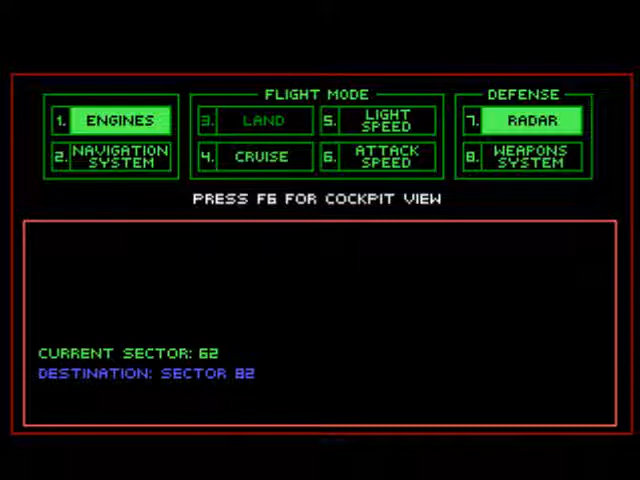 FLIGHT MODE
DEFENSE
1. ENGINES
3. LAND
5. LIGHT
SPEED
7. RADAR
2. NAVIGATION
SYSTEM
4. CRUISE
6. ATTACK
SPEED
8. WEAPONS
SYSTEM
PRESS F6 FOR COCKPIT VIEW
CURRENT SECTOR: 62
DESTINATION: SECTOR 82